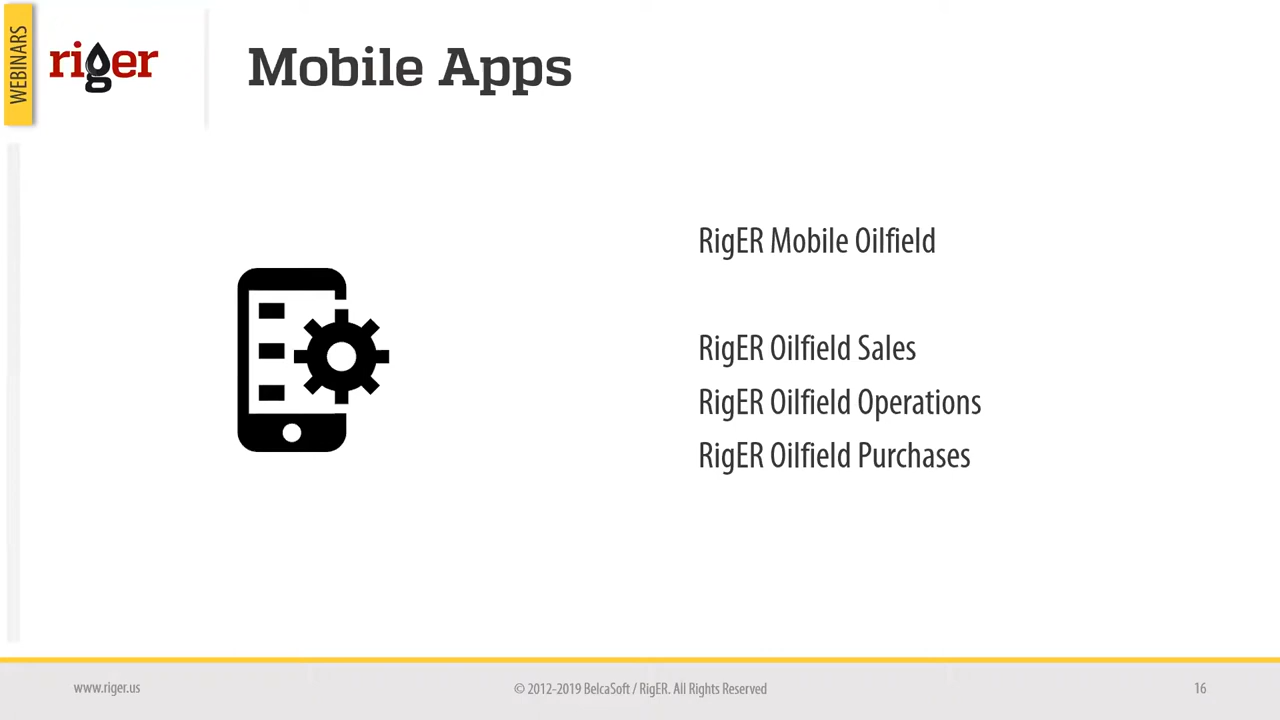 WEBINARS
riger
Mobile Apps
RigER Mobile Oilfield
RigER Oilfield Sales
RigER Oilfield Operations
RigER Oilfield Purchases
www.riger.us
© 2012-2019 BelcaSoft / RigER. All Rights Reserved
16